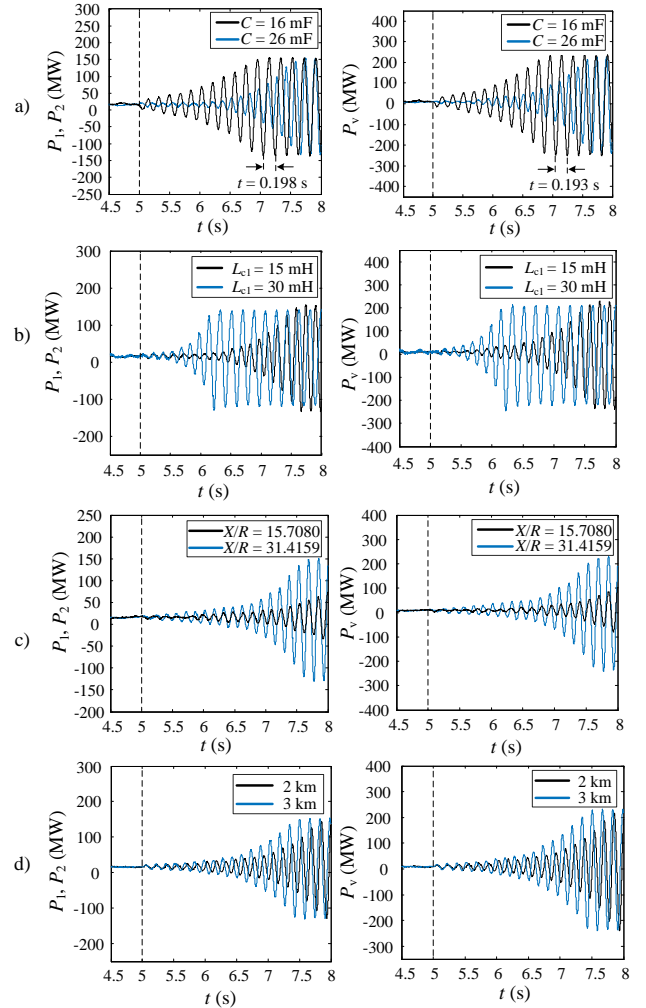 a)
P1, P2 (MW)
300
250
200
150
100
50
0
-50
-100
-150
-200
250
C = 16 mF
C = 26 mF
t = 0.198 s
4.5 5 5.5 6 6.5 7 7.5 8
t (s)
Pv (MW)
400
300
200
100
0
-100
-200
-300
-400
C = 16 mF
C = 26 mF
t = 0.193 s
4.5 5 5.5 6 6.5 7 7.5 8
t (s)
b)
P1, P2 (MW)
300
200
100
0
-100
-200
Lc1 = 15 mH
Lc1 = 30 mH
4.5 5 5.5 6 6.5 7 7.5 8
t (s)
Pv (MW)
400
300
200
100
0
-100
-200
-300
-400
Lc1 = 15 mH
Lc1 = 30 mH
4.5 5 5.5 6 6.5 7 7.5 8
t (s)
c)
P1, P2 (MW)
250
200
150
100
50
0
-50
-100
-150
200
X/R = 15.7080
X/R = 31.4159
4.5 5 5.5 6 6.5 7 7.5 8
t (s)
Pv (MW)
400
300
200
100
0
-100
-200
-300
-400
X/R = 15.7080
X/R = 31.4159
4.5 5 5.5 6 6.5 7 7.5 8
t (s)
d)
P1, P2 (MW)
300
200
150
100
0
-100
-200
2 km
3 km
4.5 5 5.5 6 6.5 7 7.5 8
t (s)
Pv (MW)
400
300
200
100
0
-100
-200
-300
2 km
3 km
4.5 5 5.5 6 6.5 7 7.5 8
t (s)